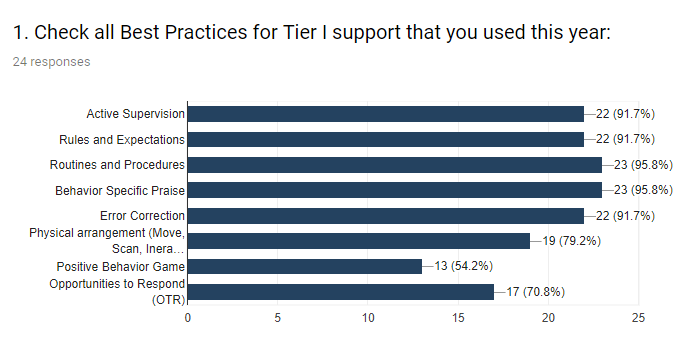 1. Check all Best Practices for Tier I support that you used this year:
24 responses
Active Supervision 22 (91.7%)
Rules and Expectations 22 (91.7%)
Routines and Procedures 23 (95.8%)
Behavior Specific Praise 23 (95.8%)
Error Correction 22 (91.7%)
Physical arrangement (Move,
Scan, Inera... 19 (79.2%)
Positive Behavior Game 13 (54.2%)
Opportunities to Respond
(OTR) 17 (70.8%)
0 5 10 15 20 25